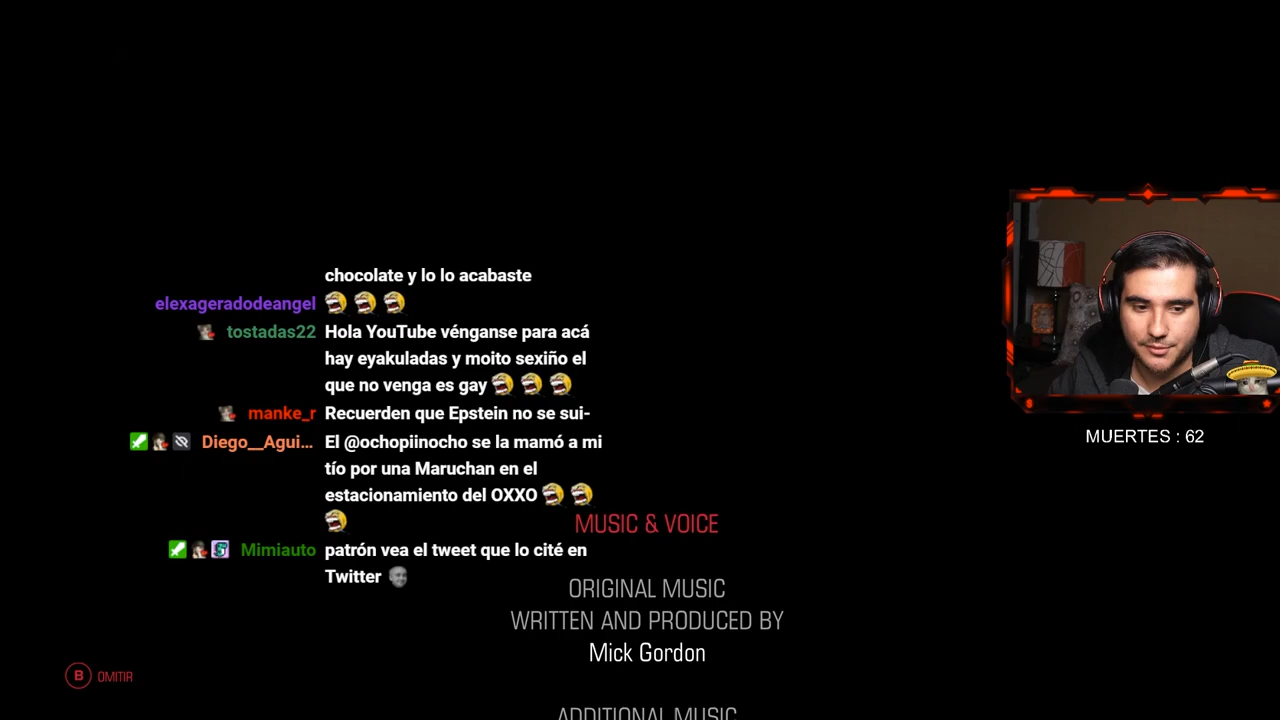 chocolate y lo lo acabaste
elexageradodeangel
tostadas22 Hola YouTube vénganse para acá
hay eyakuladas y moito sexiño el
que no venga es gay
manke_r Recuerden que Epstein no se sui-
Diego__Agui... El @ochopiinocho se la mamó a mi
tío por una Maruchan en el
estacionamiento del OXXO
Mimiauto patrón vea el tweet que lo cité en
Twitter
MUERTES : 62
MUSIC & VOICE
ORIGINAL MUSIC
WRITTEN AND PRODUCED BY
Mick Gordon
B OMITIR
ADDITIONAL MUSIC